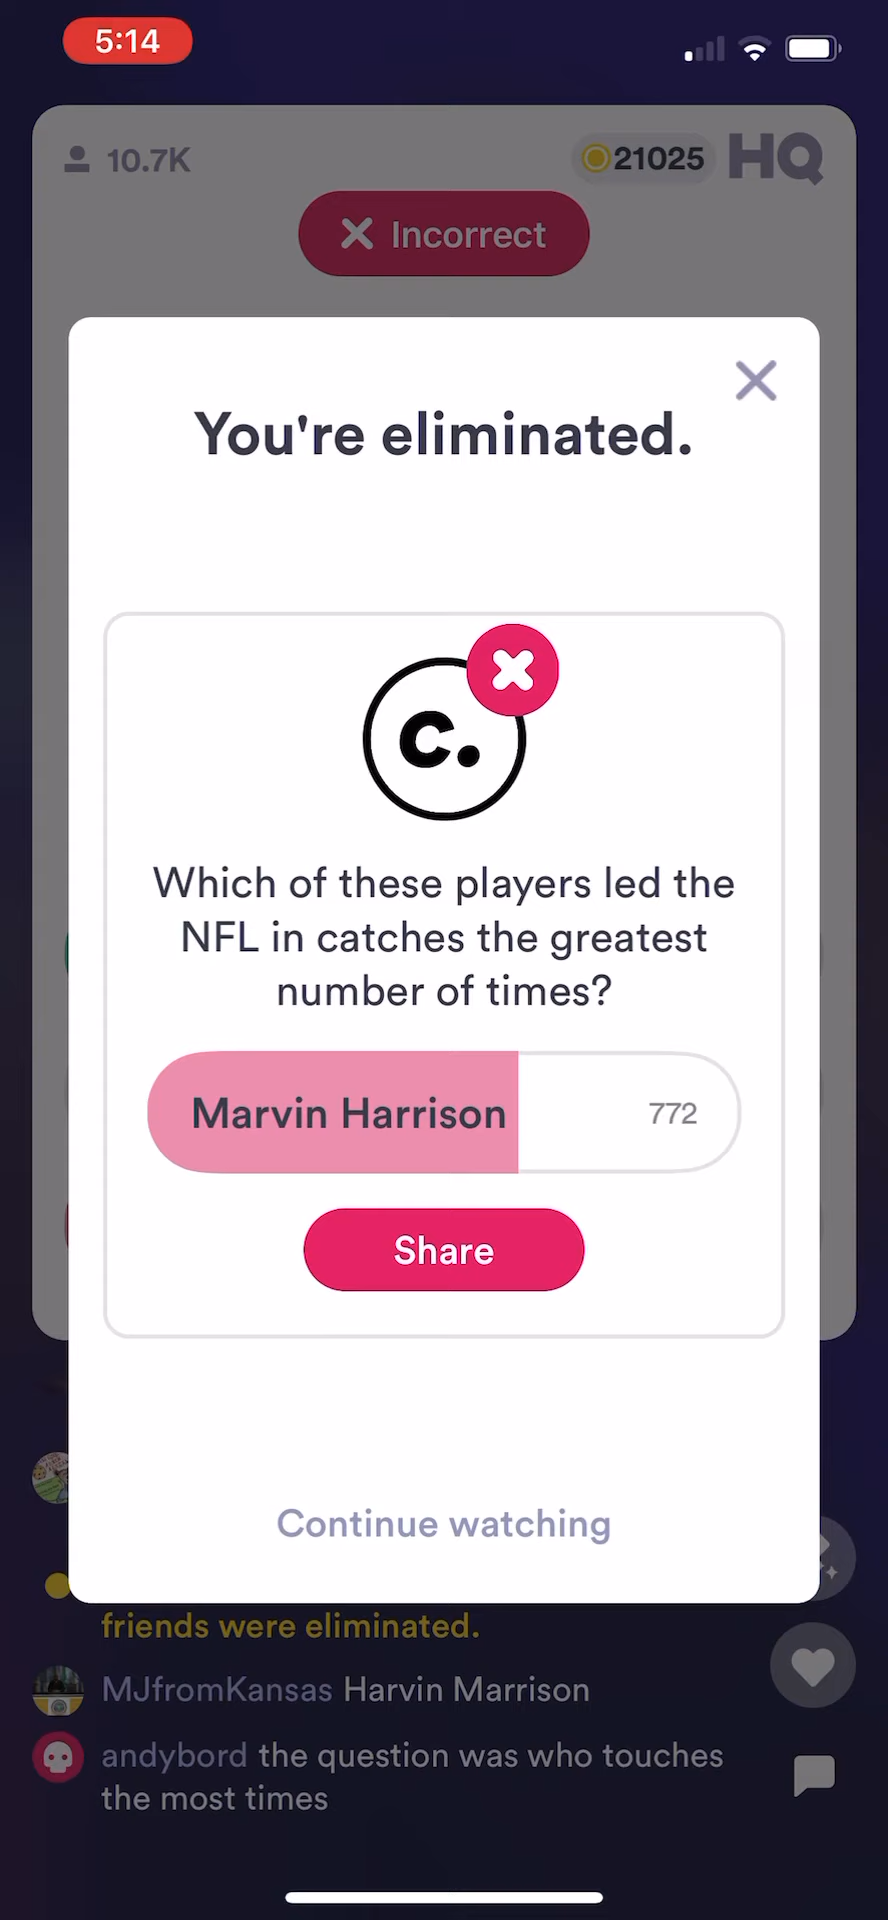 5:14
10.7K
21025
HQ
Incorrect
You're eliminated.
c.
Which of these players led the
NFL in catches the greatest
number of times?
Marvin Harrison
772
Share
Continue watching
friends were eliminated.
MJfromKansas Harvin Marrison
andybord the question was who touches
the most times